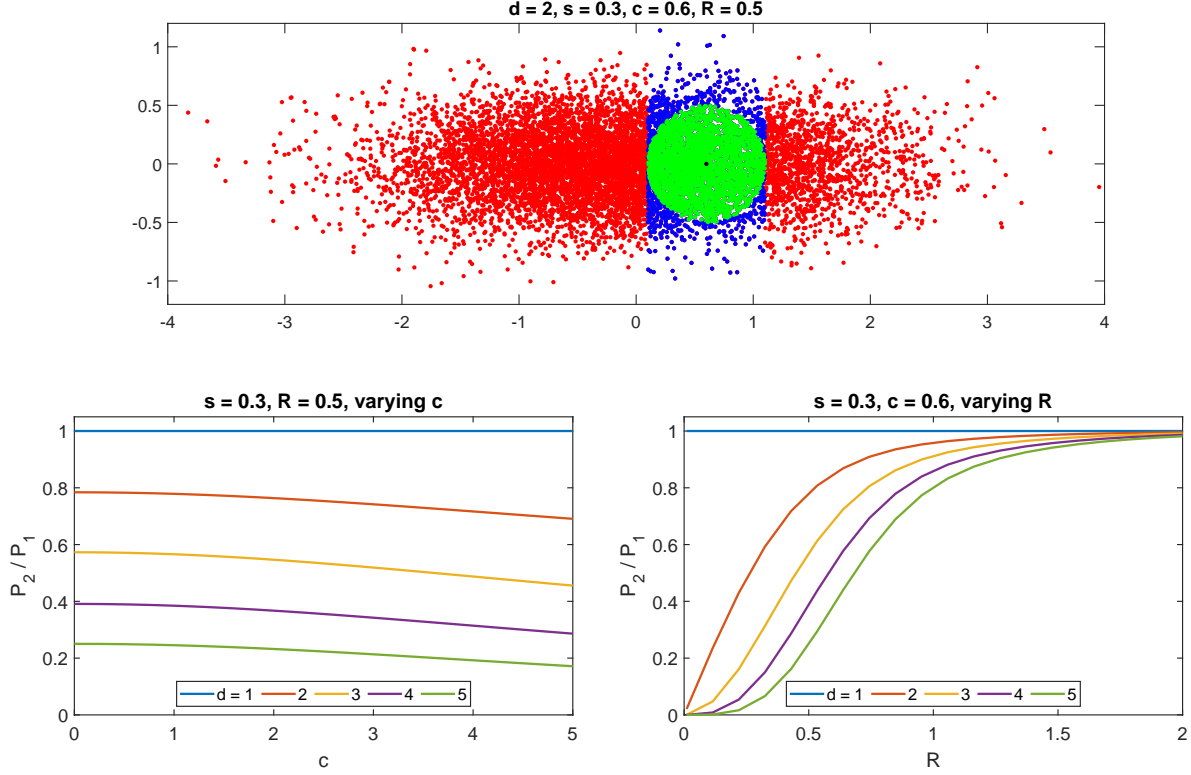 d = 2, s = 0.3, c = 0.6, R = 0.5
1
0.5
0
-0.5
-1
-4 -3 -2 -1 0 1 2 3 4
s = 0.3, R = 0.5, varying c
1
0.8
0.6
0.4
0.2
0
P_2 / P_1
d = 1 2 3 4 5
0 1 2 3 4 5
c
s = 0.3, c = 0.6, varying R
1
0.8
0.6
0.4
0.2
0
P_2 / P_1
d = 1 2 3 4 5
0 0.5 1 1.5 2
R